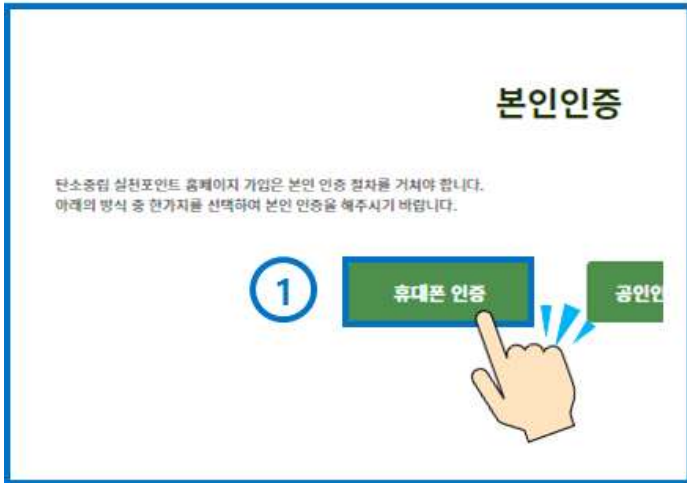 본인인증
탄소중립 실천포인트 홈페이지 가입은 본인 인증 절차를 거쳐야 합니다.
아래의 방식 중 한가지를 선택하여 본인 인증을 해주시기 바랍니다.
1 휴대폰 인증 공인인